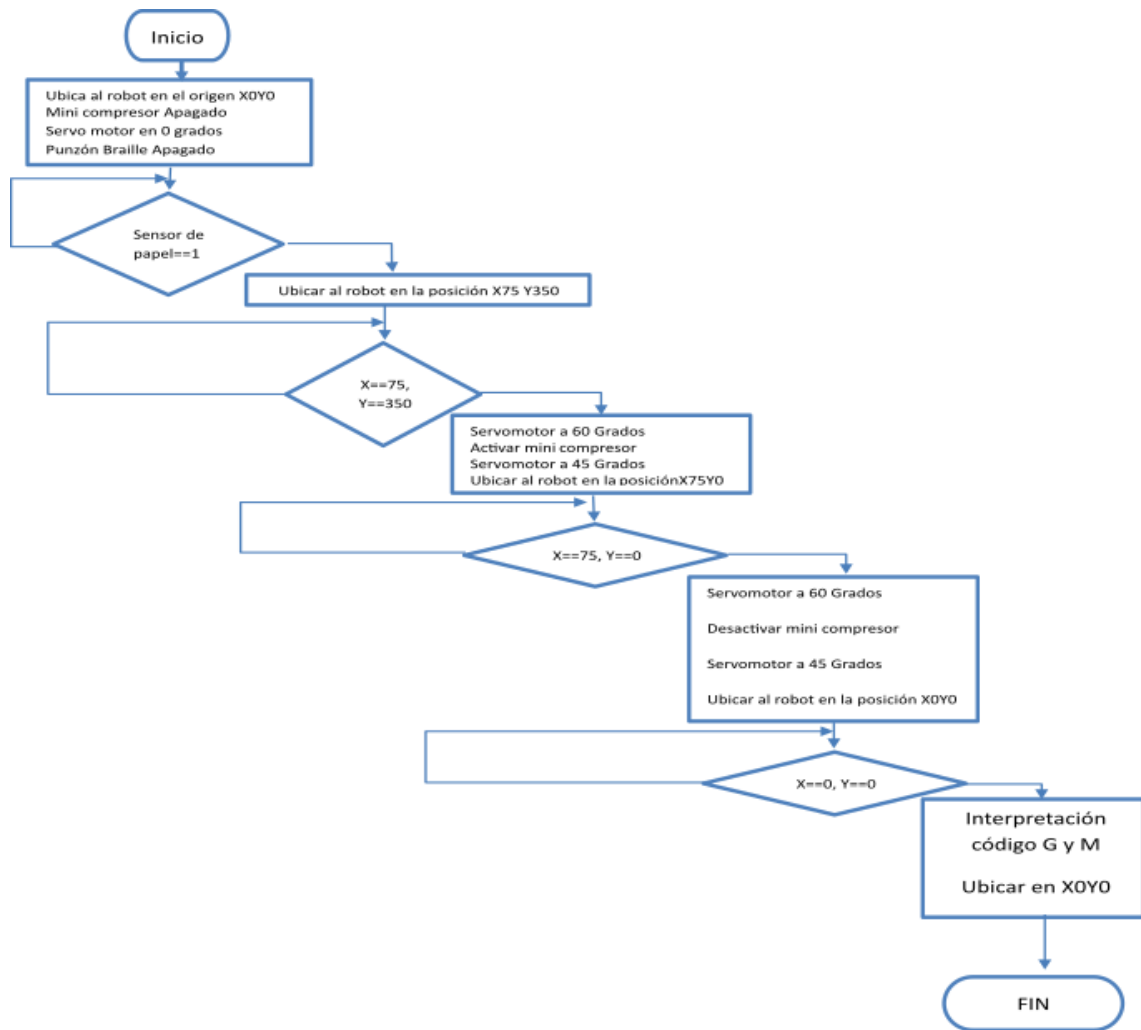 Inicio
Ubica al robot en el origen X0Y0
Mini compresor Apagado
Servo motor en 0 grados
Punzón Braille Apagado
Sensor de
papel==1
Ubicar al robot en la posición X75 Y350
X==75,
Y==350
Servomotor a 60 Grados
Activar mini compresor
Servomotor a 45 Grados
Ubicar al robot en la posiciónX75Y0
X==75, Y==0
Servomotor a 60 Grados
Desactivar mini compresor
Servomotor a 45 Grados
Ubicar al robot en la posición X0Y0
X==0, Y==0
Interpretación
código G y M
Ubicar en X0Y0
FIN